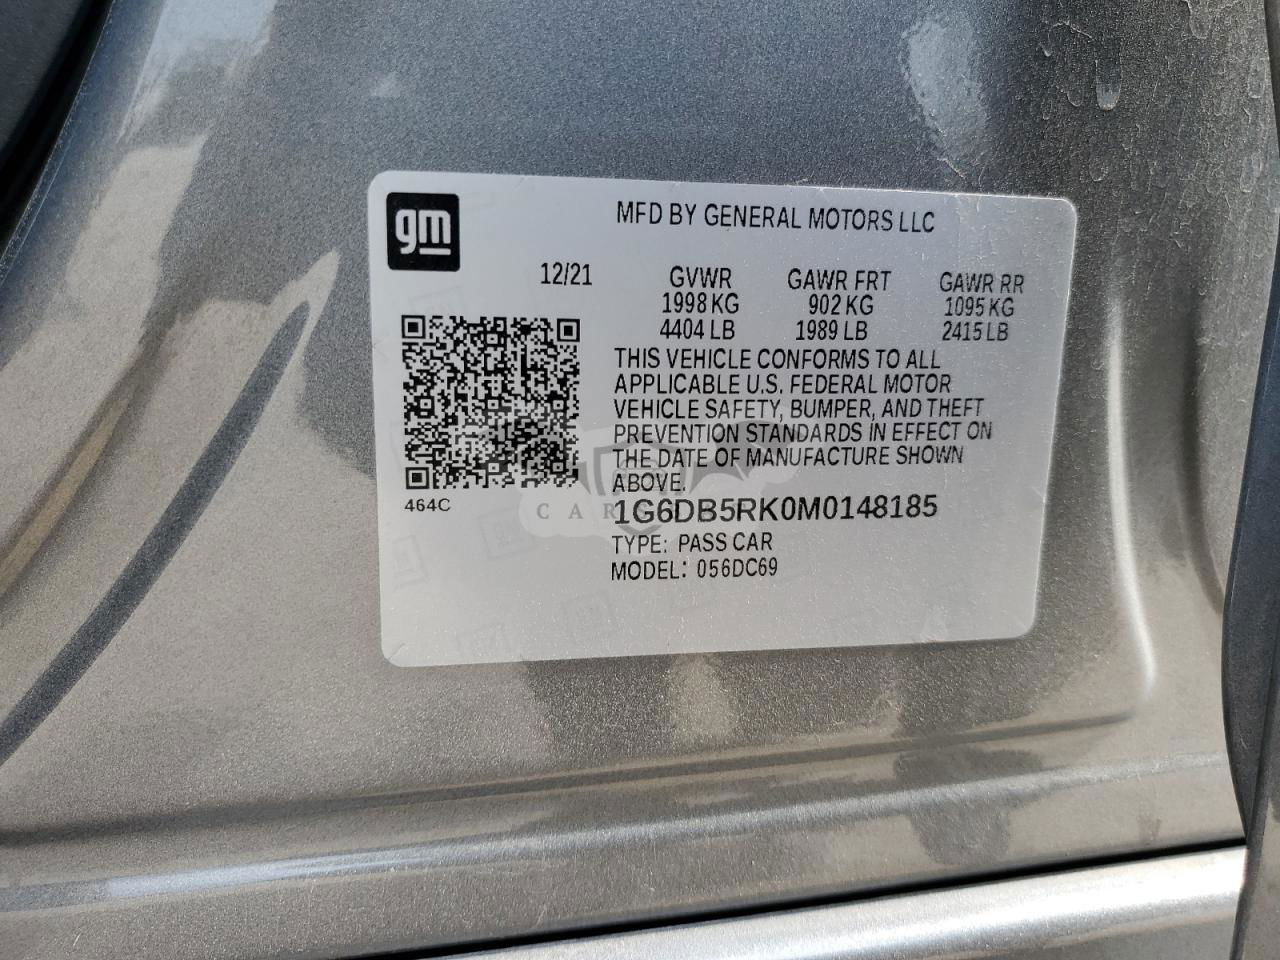 gm
MFD BY GENERAL MOTORS LLC
12/21 GVWR GAWR FRT GAWR RR
1998 KG 902 KG 1095 KG
4404 LB 1989 LB 2415 LB
THIS VEHICLE CONFORMS TO ALL
APPLICABLE U.S. FEDERAL MOTOR
VEHICLE SAFETY, BUMPER, AND THEFT
PREVENTION STANDARDS IN EFFECT ON
THE DATE OF MANUFACTURE SHOWN
ABOVE.
464C
CARS
1G6DB5RK0M0148185
TYPE: PASS CAR
MODEL: 056DC69